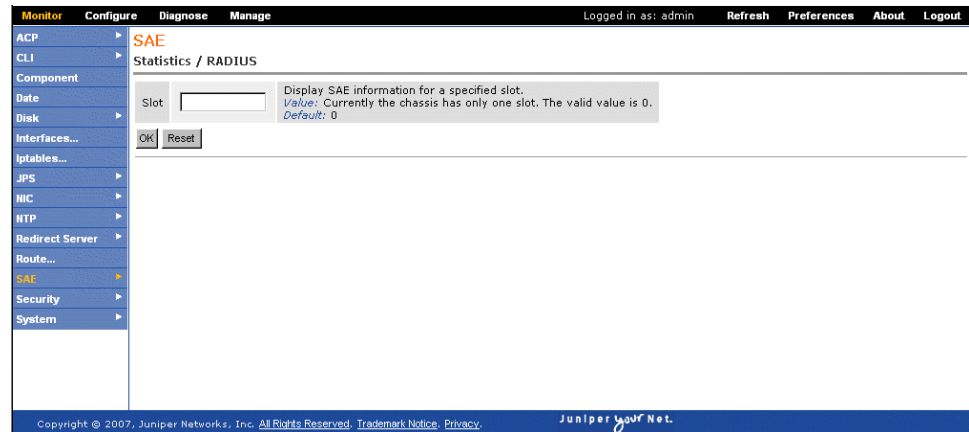 Monitor Configure Diagnose Manage Logged in as: admin Refresh Preferences About Logout
ACP
CLI
Component
Date
Disk
Interfaces...
Iptables...
JPS
NIC
NTP
Redirect Server
Route...
SAE
Security
System
SAE
Statistics / RADIUS
Slot
Display SAE information for a specified slot.
Value: Currently the chassis has only one slot. The valid value is 0.
Default: 0
OK Reset
Copyright © 2007, Juniper Networks, Inc. All Rights Reserved. Trademark Notice. Privacy.
Juniper your Net.